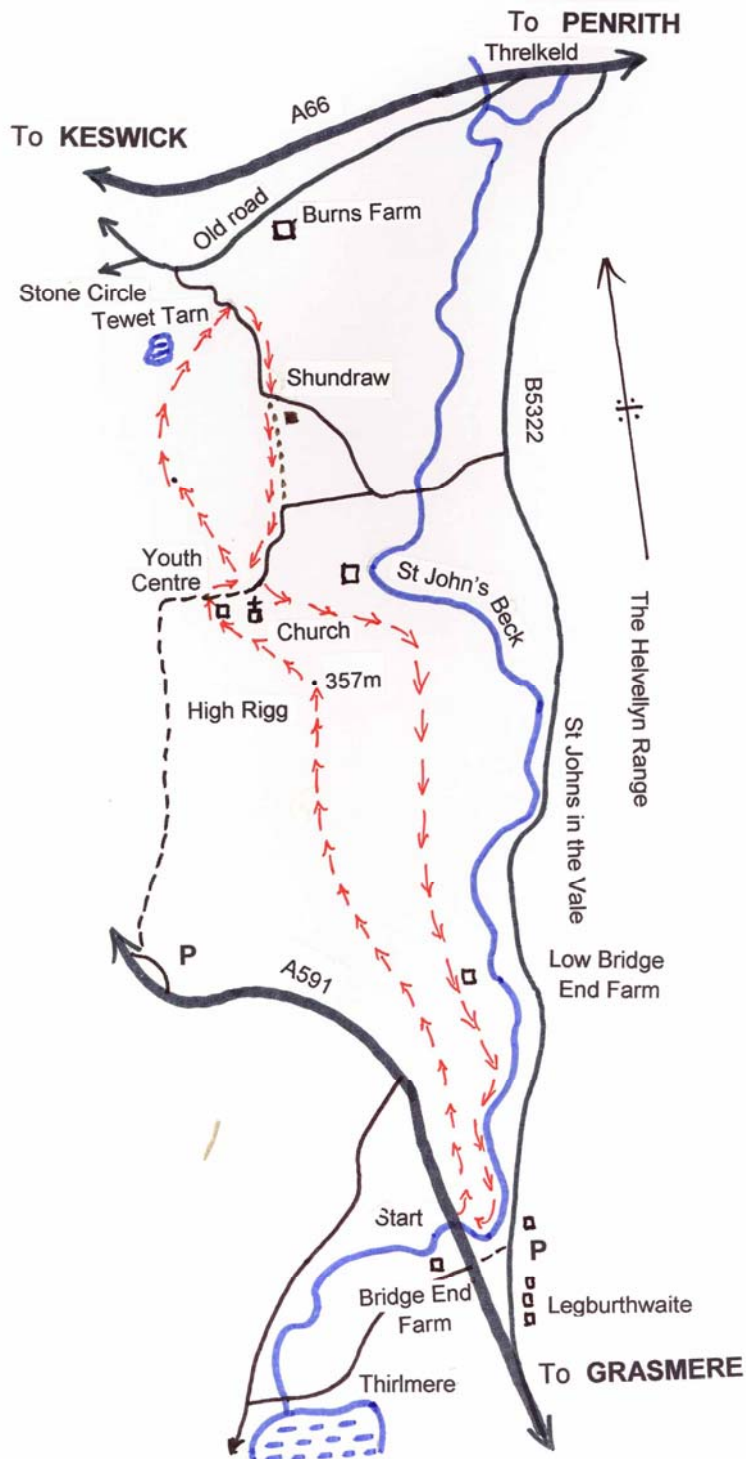 To PENRITH
Threlkeld
A66
To KESWICK
Old road
Burns Farm
Stone Circle
Tewet Tarn
Shundraw
B5322
Youth
Centre
St John's
Beck
Church
357m
High Rigg
The Helvellyn Range
St Johns in the Vale
P
A591
Low Bridge
End Farm
Start
P
Bridge End
Farm
Legburthwaite
Thirlmere
To GRASMERE